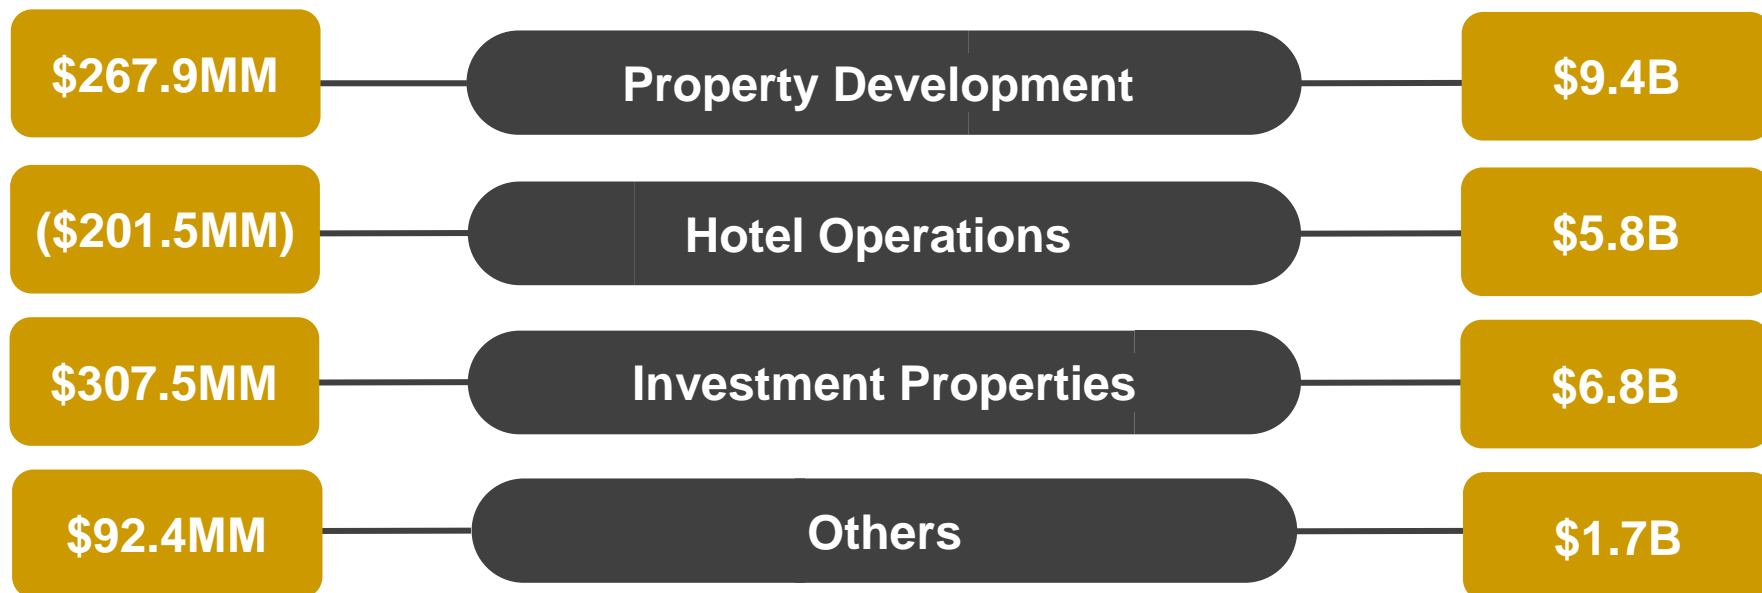 $267.9MM
Property Development
$9.4B
($201.5MM)
Hotel Operations
$5.8B
$307.5MM
Investment Properties
$6.8B
$92.4MM
Others
$1.7B